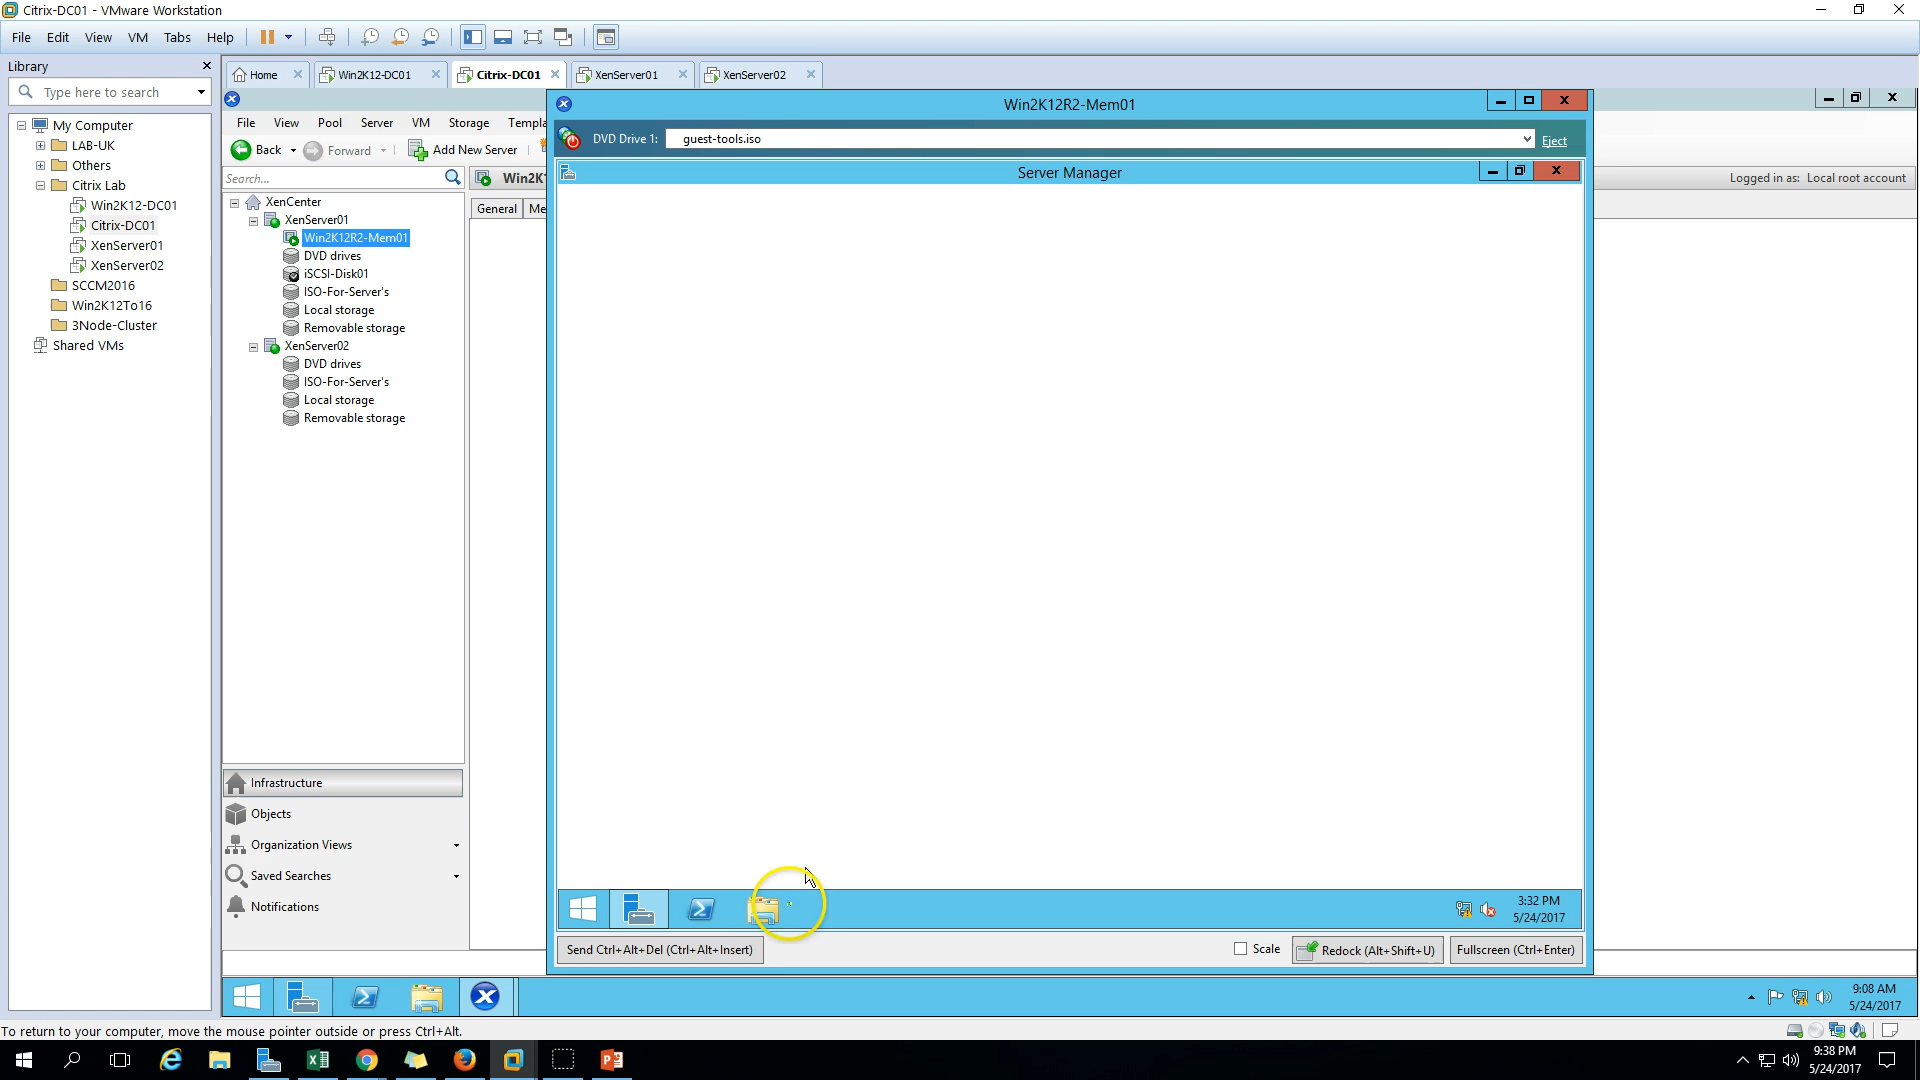 Citrix-DC01 - VMware Workstation
File Edit View VM Tabs Help
Library
Type here to search
My Computer
LAB-UK
Others
Citrix Lab
Win2K12-DC01
Citrix-DC01
XenServer01
XenServer02
SCCM2016
Win2K12To16
3Node-Cluster
Shared VMs
Home Win2K12-DC01 Citrix-DC01 XenServer01 XenServer02
File View Pool Server VM Storage Templa
Back Forward Add New Server
Search...
XenCenter
XenServer01
Win2K12R2-Mem01
DVD drives
iSCSI-Disk01
ISO-For-Server's
Local storage
Removable storage
XenServer02
DVD drives
ISO-For-Server's
Local storage
Removable storage
Infrastructure
Objects
Organization Views
Saved Searches
Notifications
Win2K
General Me
Logged in as: Local root account
Win2K12R2-Mem01
DVD Drive 1: guest-tools.iso Eject
Server Manager
3:32 PM
5/24/2017
Send Ctrl+Alt+Del (Ctrl+Alt+Insert) Scale Redock (Alt+Shift+U) Fullscreen (Ctrl+Enter)
9:08 AM
5/24/2017
To return to your computer, move the mouse pointer outside or press Ctrl+Alt.
9:38 PM
5/24/2017